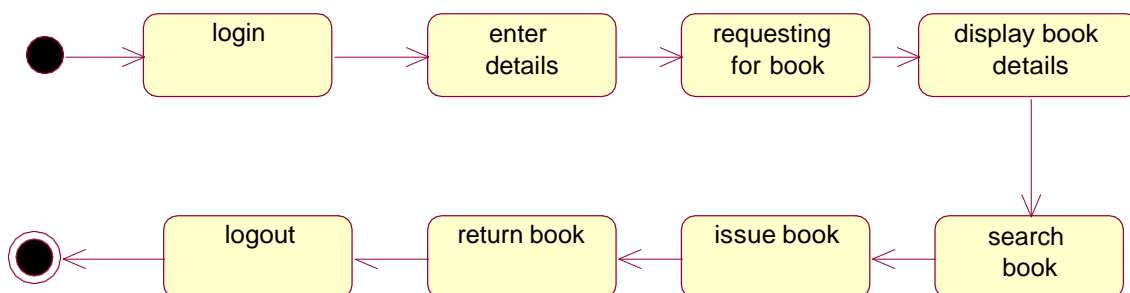 login
enter
details
requesting
for book
display book
details
search
book
issue book
return book
logout